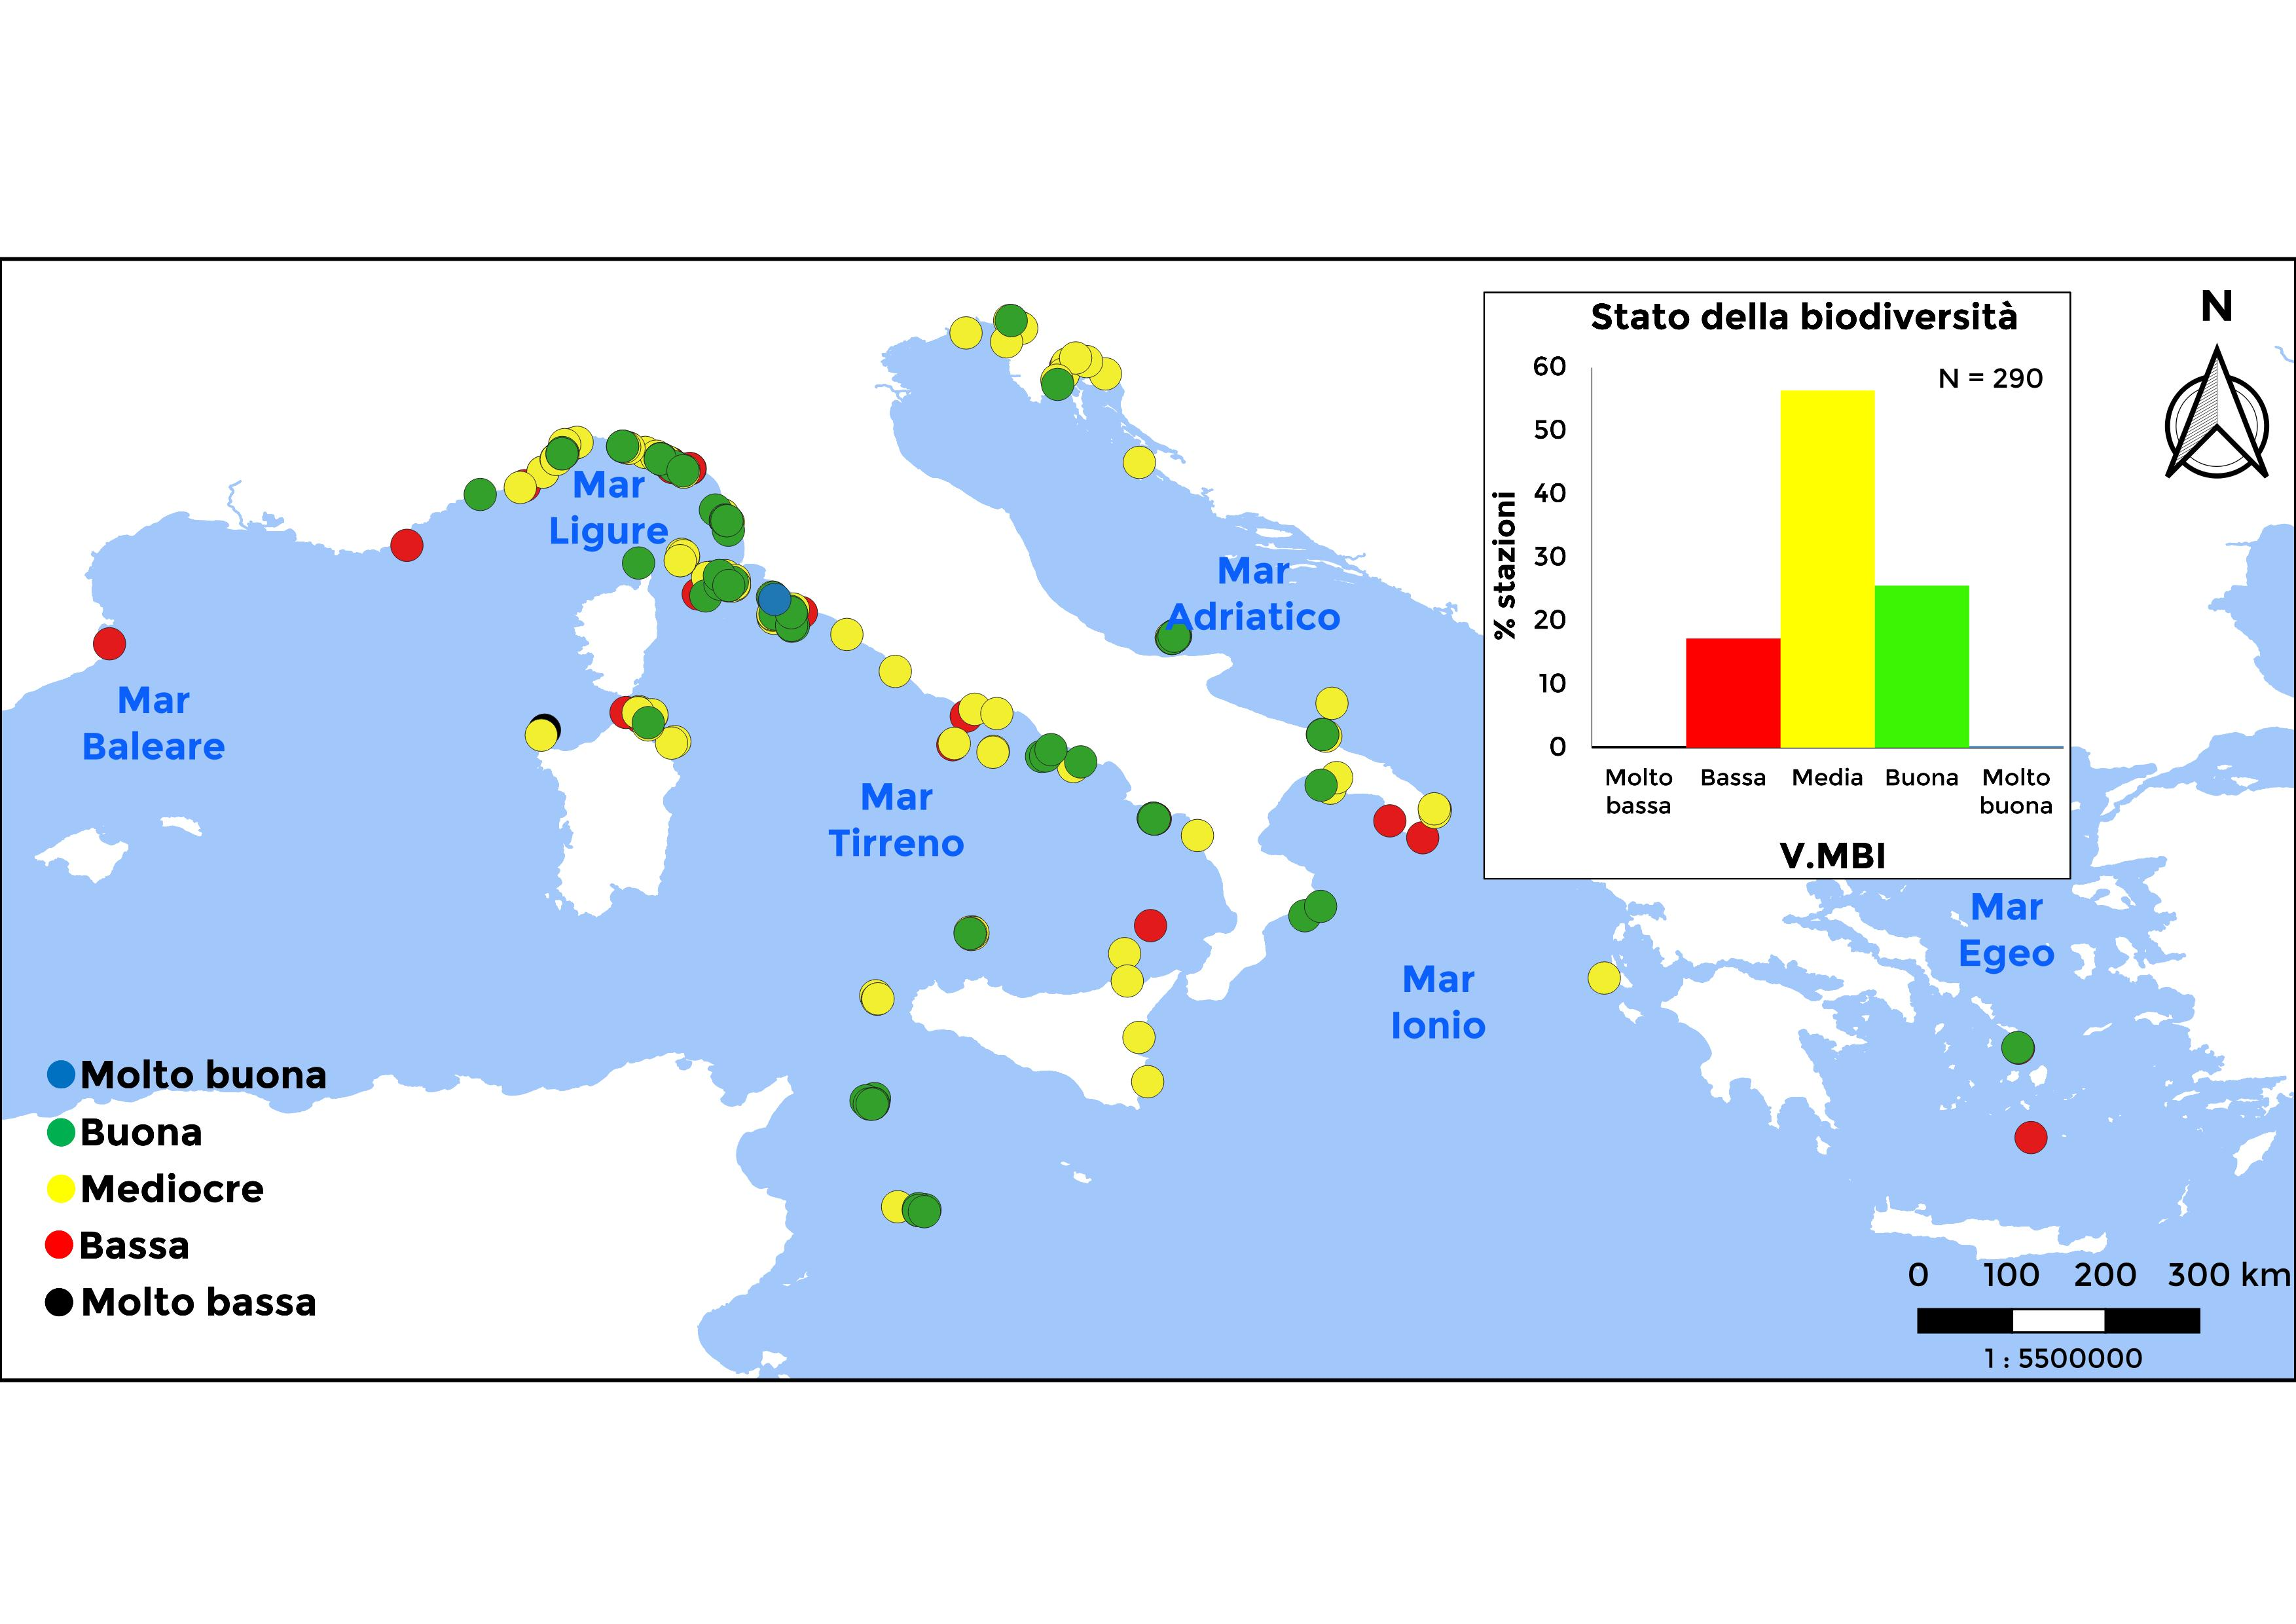 Stato della biodiversità
N
60
N = 290
50
40
30
20
10
0
% stazioni
Molto
bassa
Bassa
Media
Buona
Molto
buona
V.MBI
Mar
Ligure
Mar
Adriatico
Mar
Baleare
Mar
Tirreno
Mar
Egeo
Mar
Ionio
Molto buona
Buona
Mediocre
Bassa
Molto bassa
0 100 200 300 km
1 : 5500000